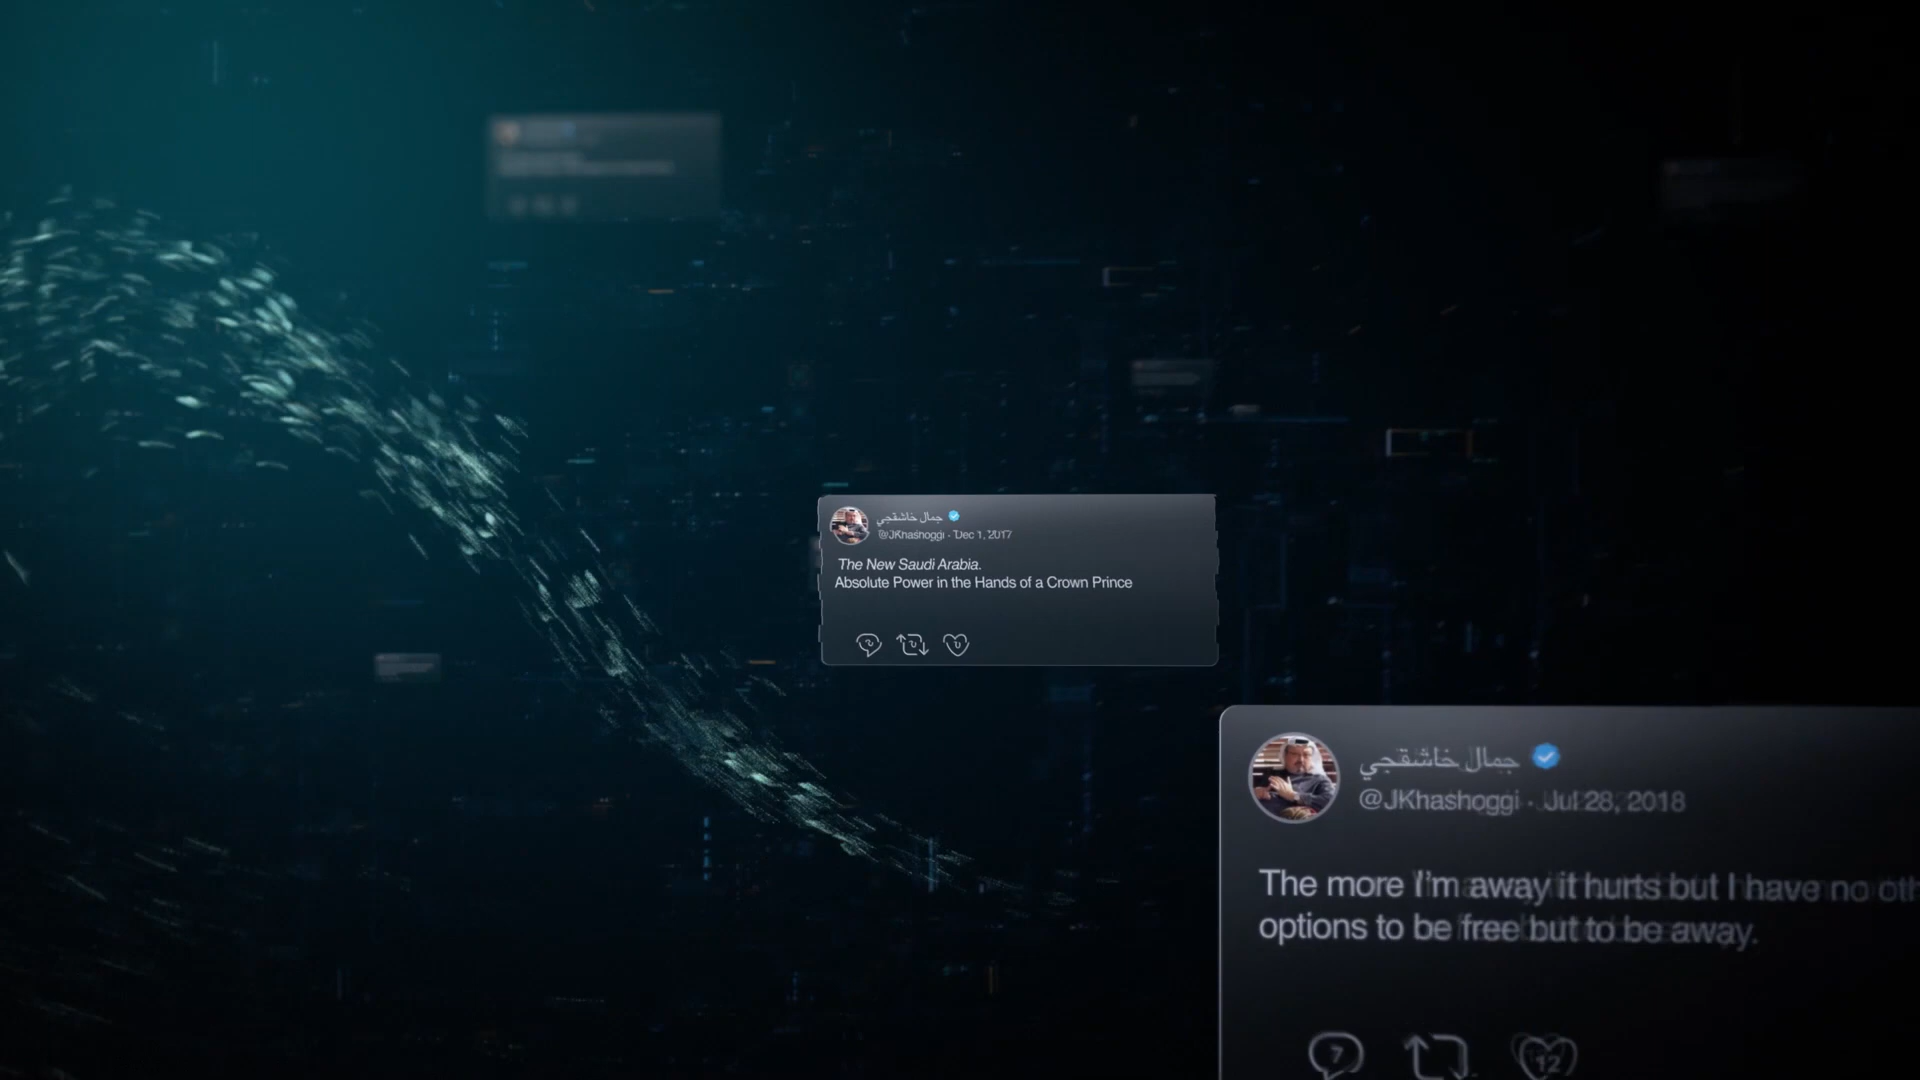 جمال خاشقجي
@JKhashoggi - Dec 1, 2017
The New Saudi Arabia.
Absolute Power in the Hands of a Crown Prince
جمال خاشقجي
@JKhashoggi · Jul 28, 2018
The more I'm away it hurts but I have no oth
options to be free but to be away.
7 12